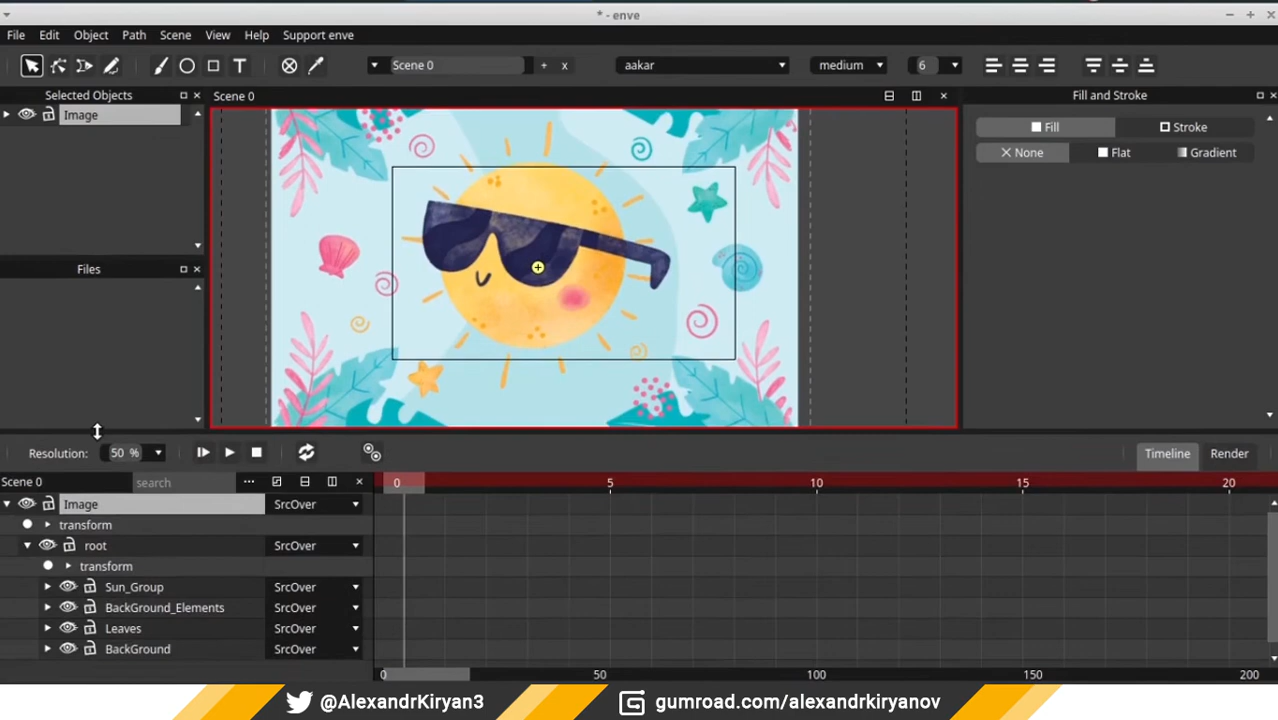 * - enve
File Edit Object Path Scene View Help Support enve
T Scene 0 + x aakar medium 6
Selected Objects
Image
Scene 0
Fill and Stroke
Fill Stroke
None Flat Gradient
Files
Resolution: 50 %
Timeline Render
Scene 0 search ... 0 5 10 15 20
Image SrcOver
transform
root SrcOver
transform
Sun_Group SrcOver
BackGround_Elements SrcOver
Leaves SrcOver
BackGround SrcOver
0 50 100 150 200
@AlexandrKiryan3 gumroad.com/alexandrkiryanov